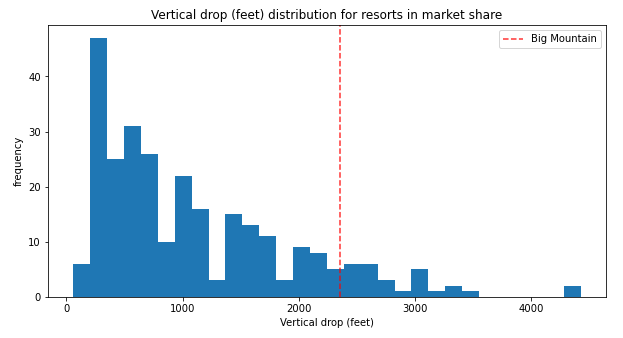 Vertical drop (feet) distribution for resorts in market share
Big Mountain
frequency
40
30
20
10
0
0 1000 2000 3000 4000
Vertical drop (feet)